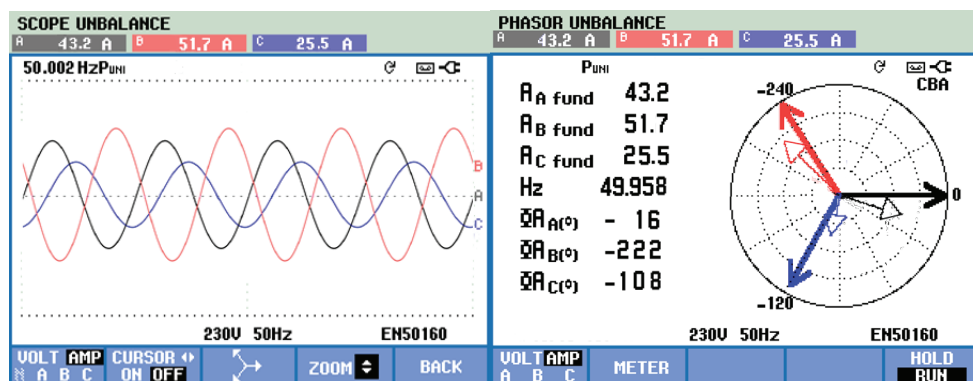 SCOPE UNBALANCE
A 43.2 A B 51.7 A C 25.5 A
50.002 HzPUNI
B
A
C
230V 50Hz EN50160
VOLT AMP CURSOR
A B C ON OFF ZOOM BACK
PHASOR UNBALANCE
A 43.2 A B 51.7 A C 25.5 A
PUNI
CBA
AA fund 43.2
AB fund 51.7
AC fund 25.5
Hz 49.958
ΦAA(°) - 16
ΦAB(°) -222
ΦAC(°) -108
-240
0
-120
230V 50Hz EN50160
VOLT AMP METER HOLD
A B C RUN